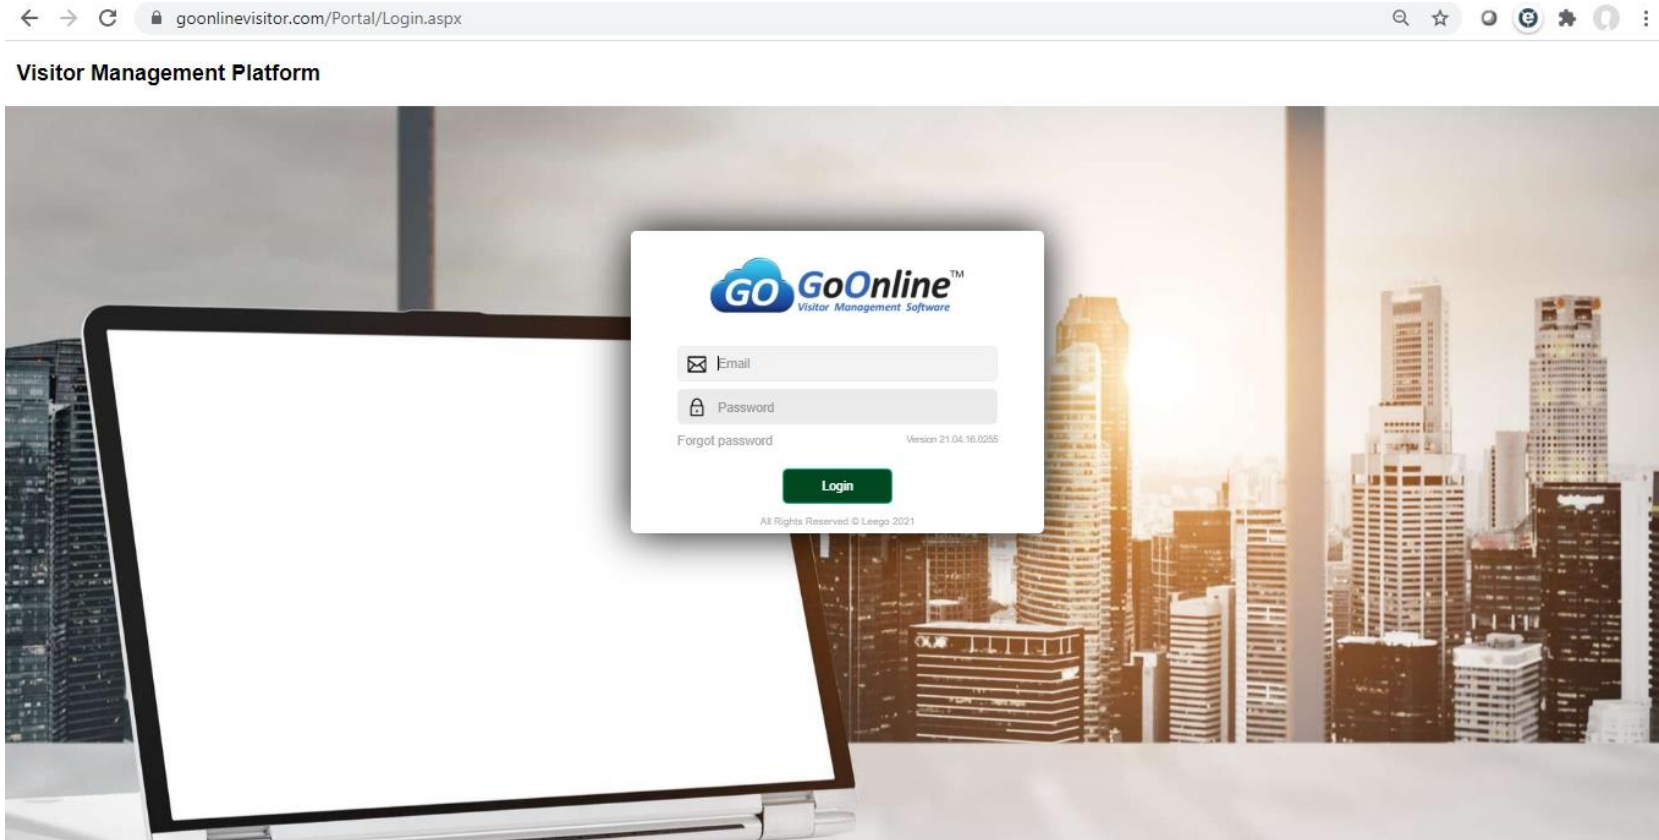 goonlinevisitor.com/Portal/Login.aspx
Visitor Management Platform
GO GoOnline™
Visitor Management Software
Email
Password
Forgot password
Version 21.04.16.0255
Login
All Rights Reserved © Leego 2021